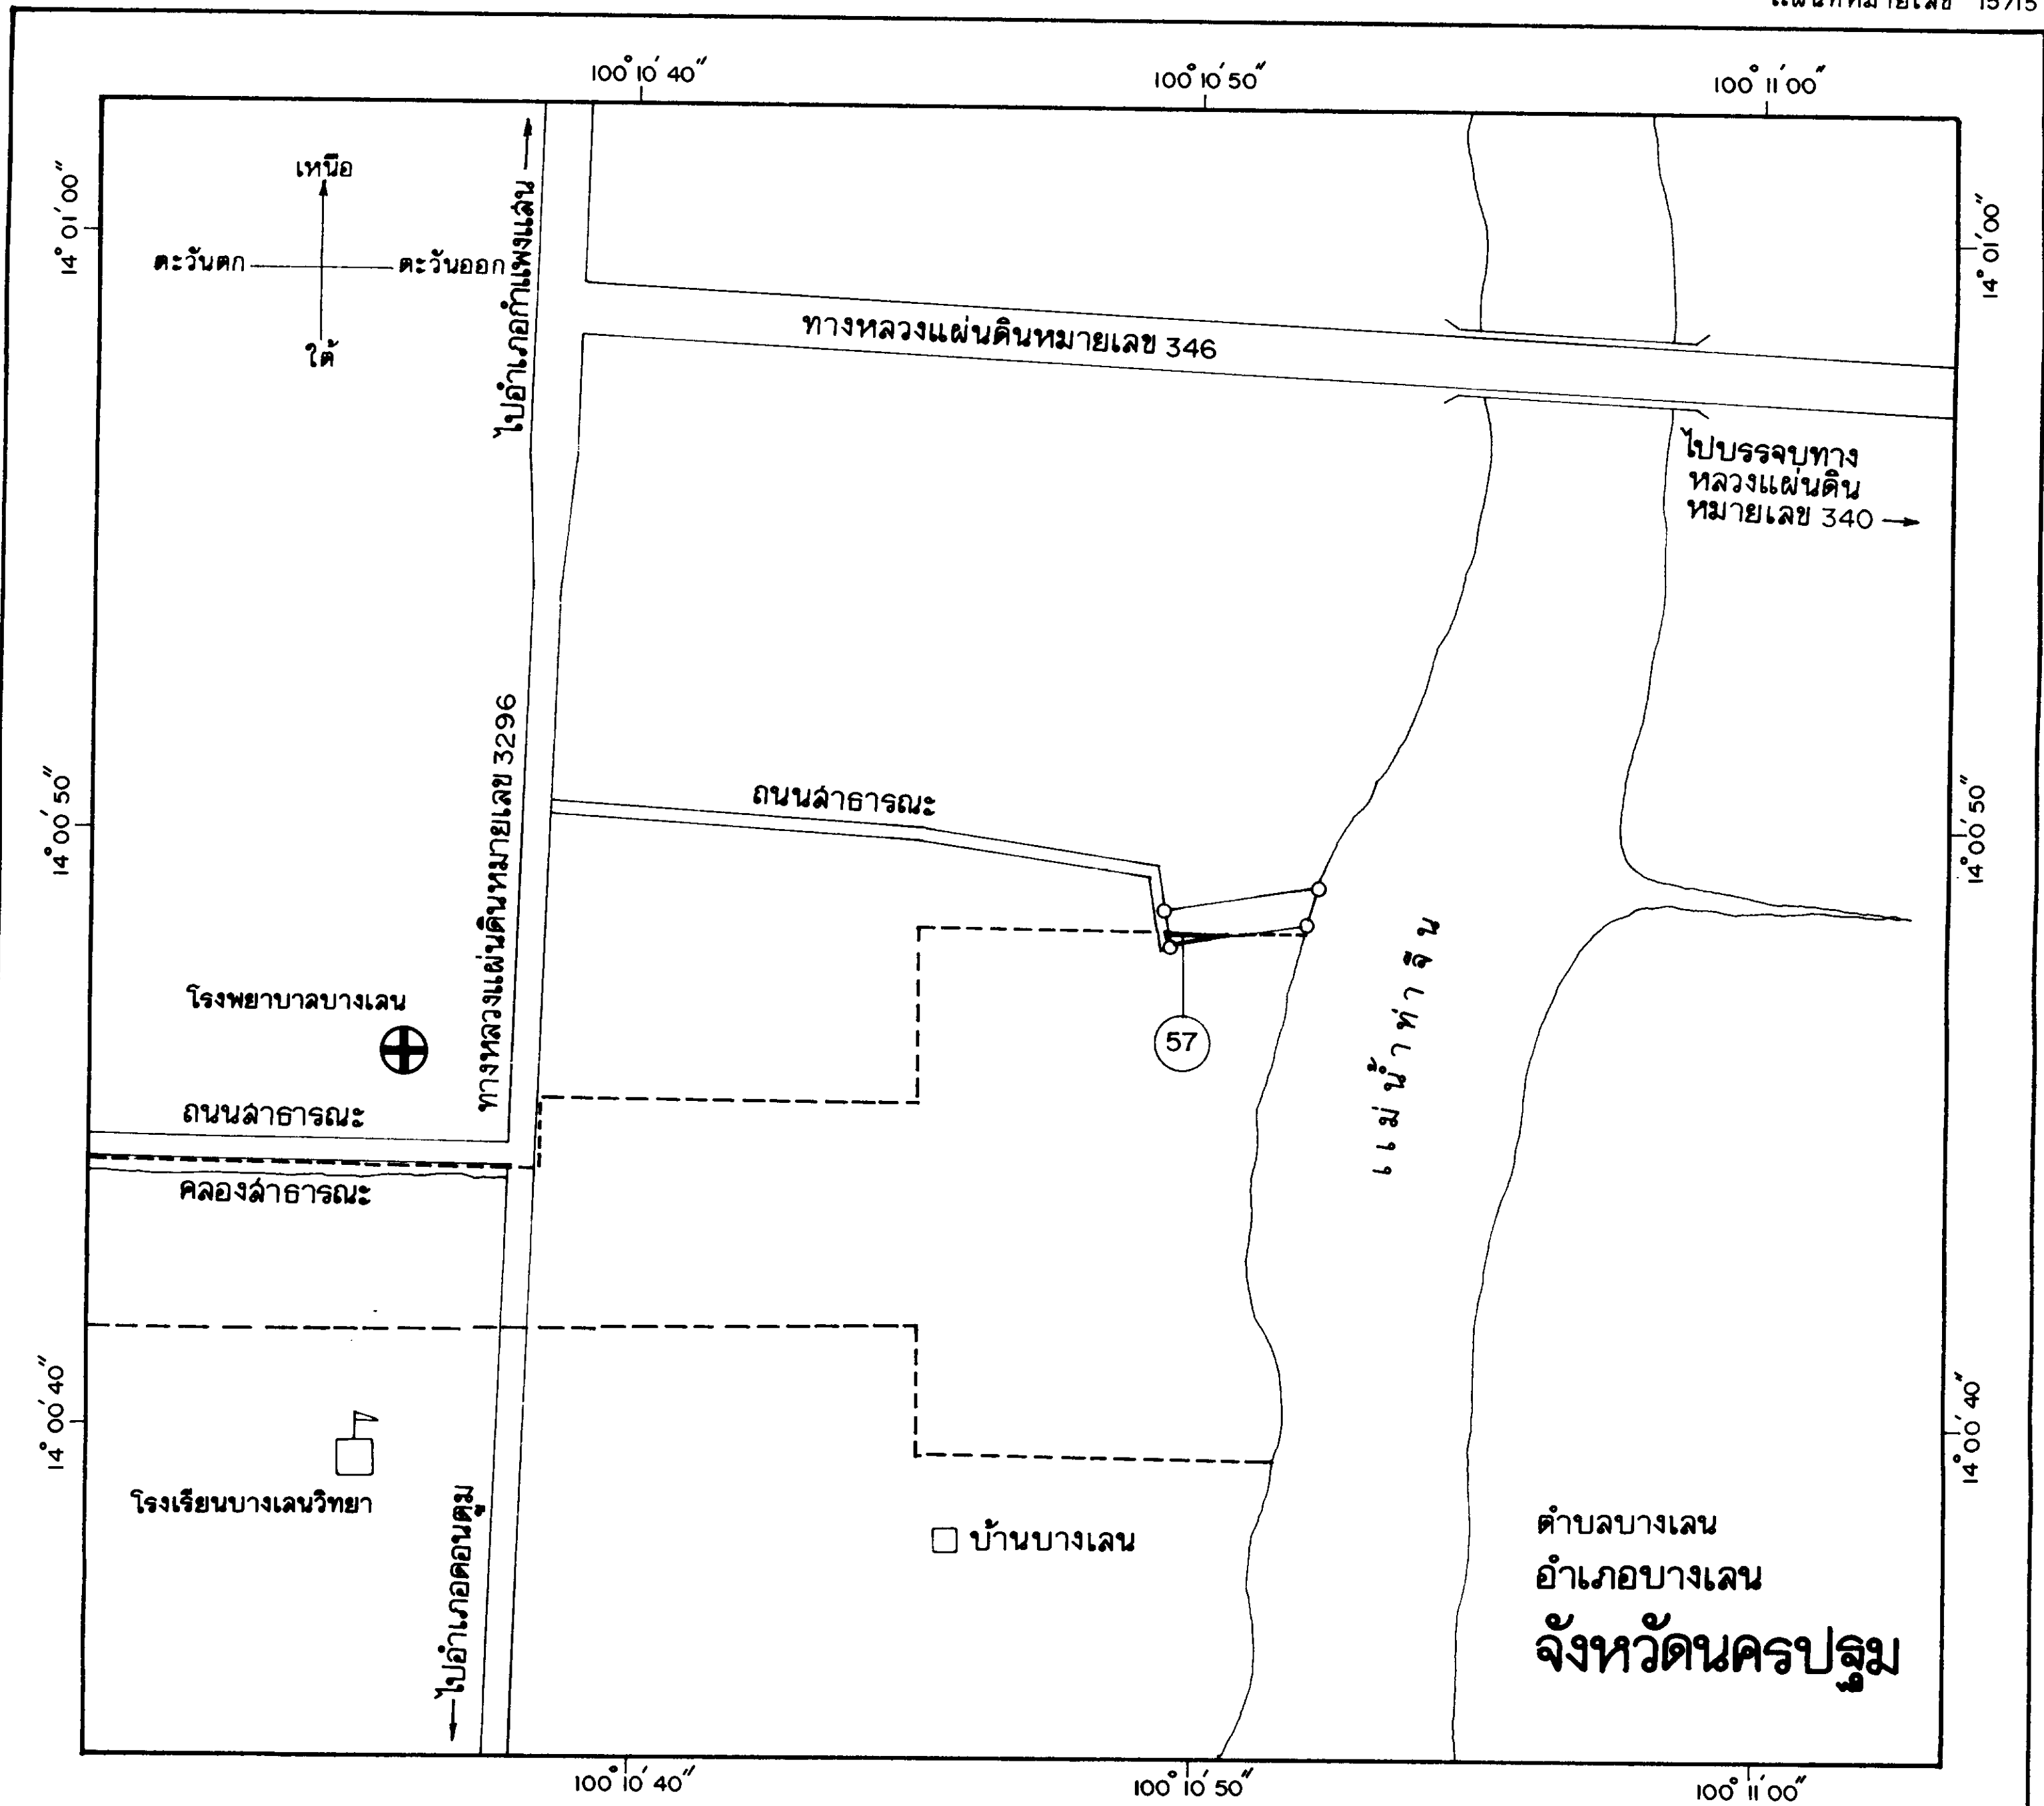 แผนที่หมายเลข 15/15
100° 10' 40"
100° 10' 50"
100° 11' 00"
14° 01' 00"
14° 01' 00"
เหนือ
ตะวันตก
ตะวันออก
ใต้
ไปอำเภอกำแพงแสน
ทางหลวงแผ่นดินหมายเลข 346
ไปบรรจบทาง
หลวงแผ่นดิน
หมายเลข 340
ทางหลวงแผ่นดินหมายเลข 3296
ถนนสาธารณะ
14° 00' 50"
14° 00' 50"
แม่น้ำท่าจีน
โรงพยาบาลบางเลน
57
ถนนสาธารณะ
คลองสาธารณะ
14° 00' 40"
14° 00' 40"
โรงเรียนบางเลนวิทยา
ไปอำเภอดอนตูม
บ้านบางเลน
ตำบลบางเลน
อำเภอบางเลน
จังหวัดนครปฐม
100° 10' 40"
100° 10' 50"
100° 11' 00"